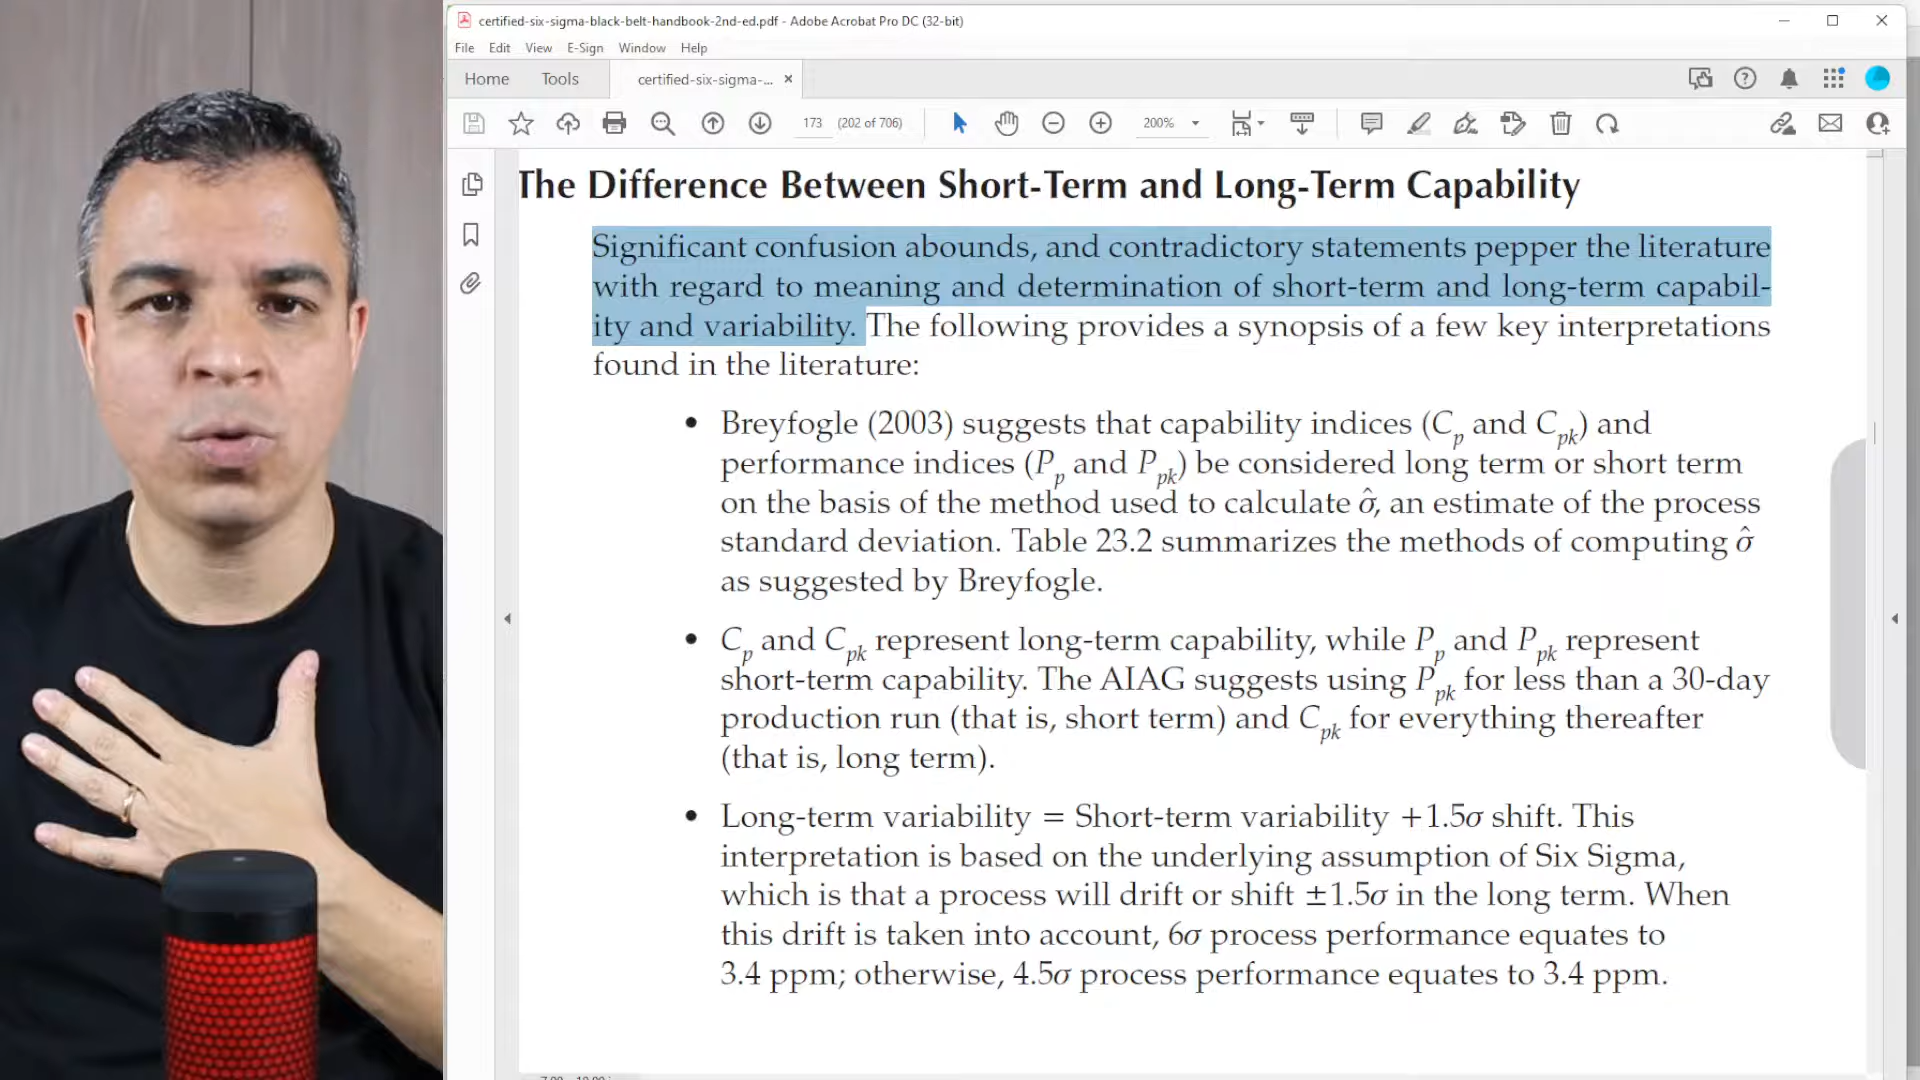 certified-six-sigma-black-belt-handbook-2nd-ed.pdf - Adobe Acrobat Pro DC (32-bit)
File Edit View E-Sign Window Help
Home Tools certified-six-sigma-...
173 (202 of 706) 200%
The Difference Between Short-Term and Long-Term Capability
Significant confusion abounds, and contradictory statements pepper the literature
with regard to meaning and determination of short-term and long-term capabil-
ity and variability. The following provides a synopsis of a few key interpretations
found in the literature:
• Breyfogle (2003) suggests that capability indices (Cp and Cpk) and
performance indices (Pp and Ppk) be considered long term or short term
on the basis of the method used to calculate σ̂, an estimate of the process
standard deviation. Table 23.2 summarizes the methods of computing σ̂
as suggested by Breyfogle.
• Cp and Cpk represent long-term capability, while Pp and Ppk represent
short-term capability. The AIAG suggests using Ppk for less than a 30-day
production run (that is, short term) and Cpk for everything thereafter
(that is, long term).
• Long-term variability = Short-term variability +1.5σ shift. This
interpretation is based on the underlying assumption of Six Sigma,
which is that a process will drift or shift ±1.5σ in the long term. When
this drift is taken into account, 6σ process performance equates to
3.4 ppm; otherwise, 4.5σ process performance equates to 3.4 ppm.